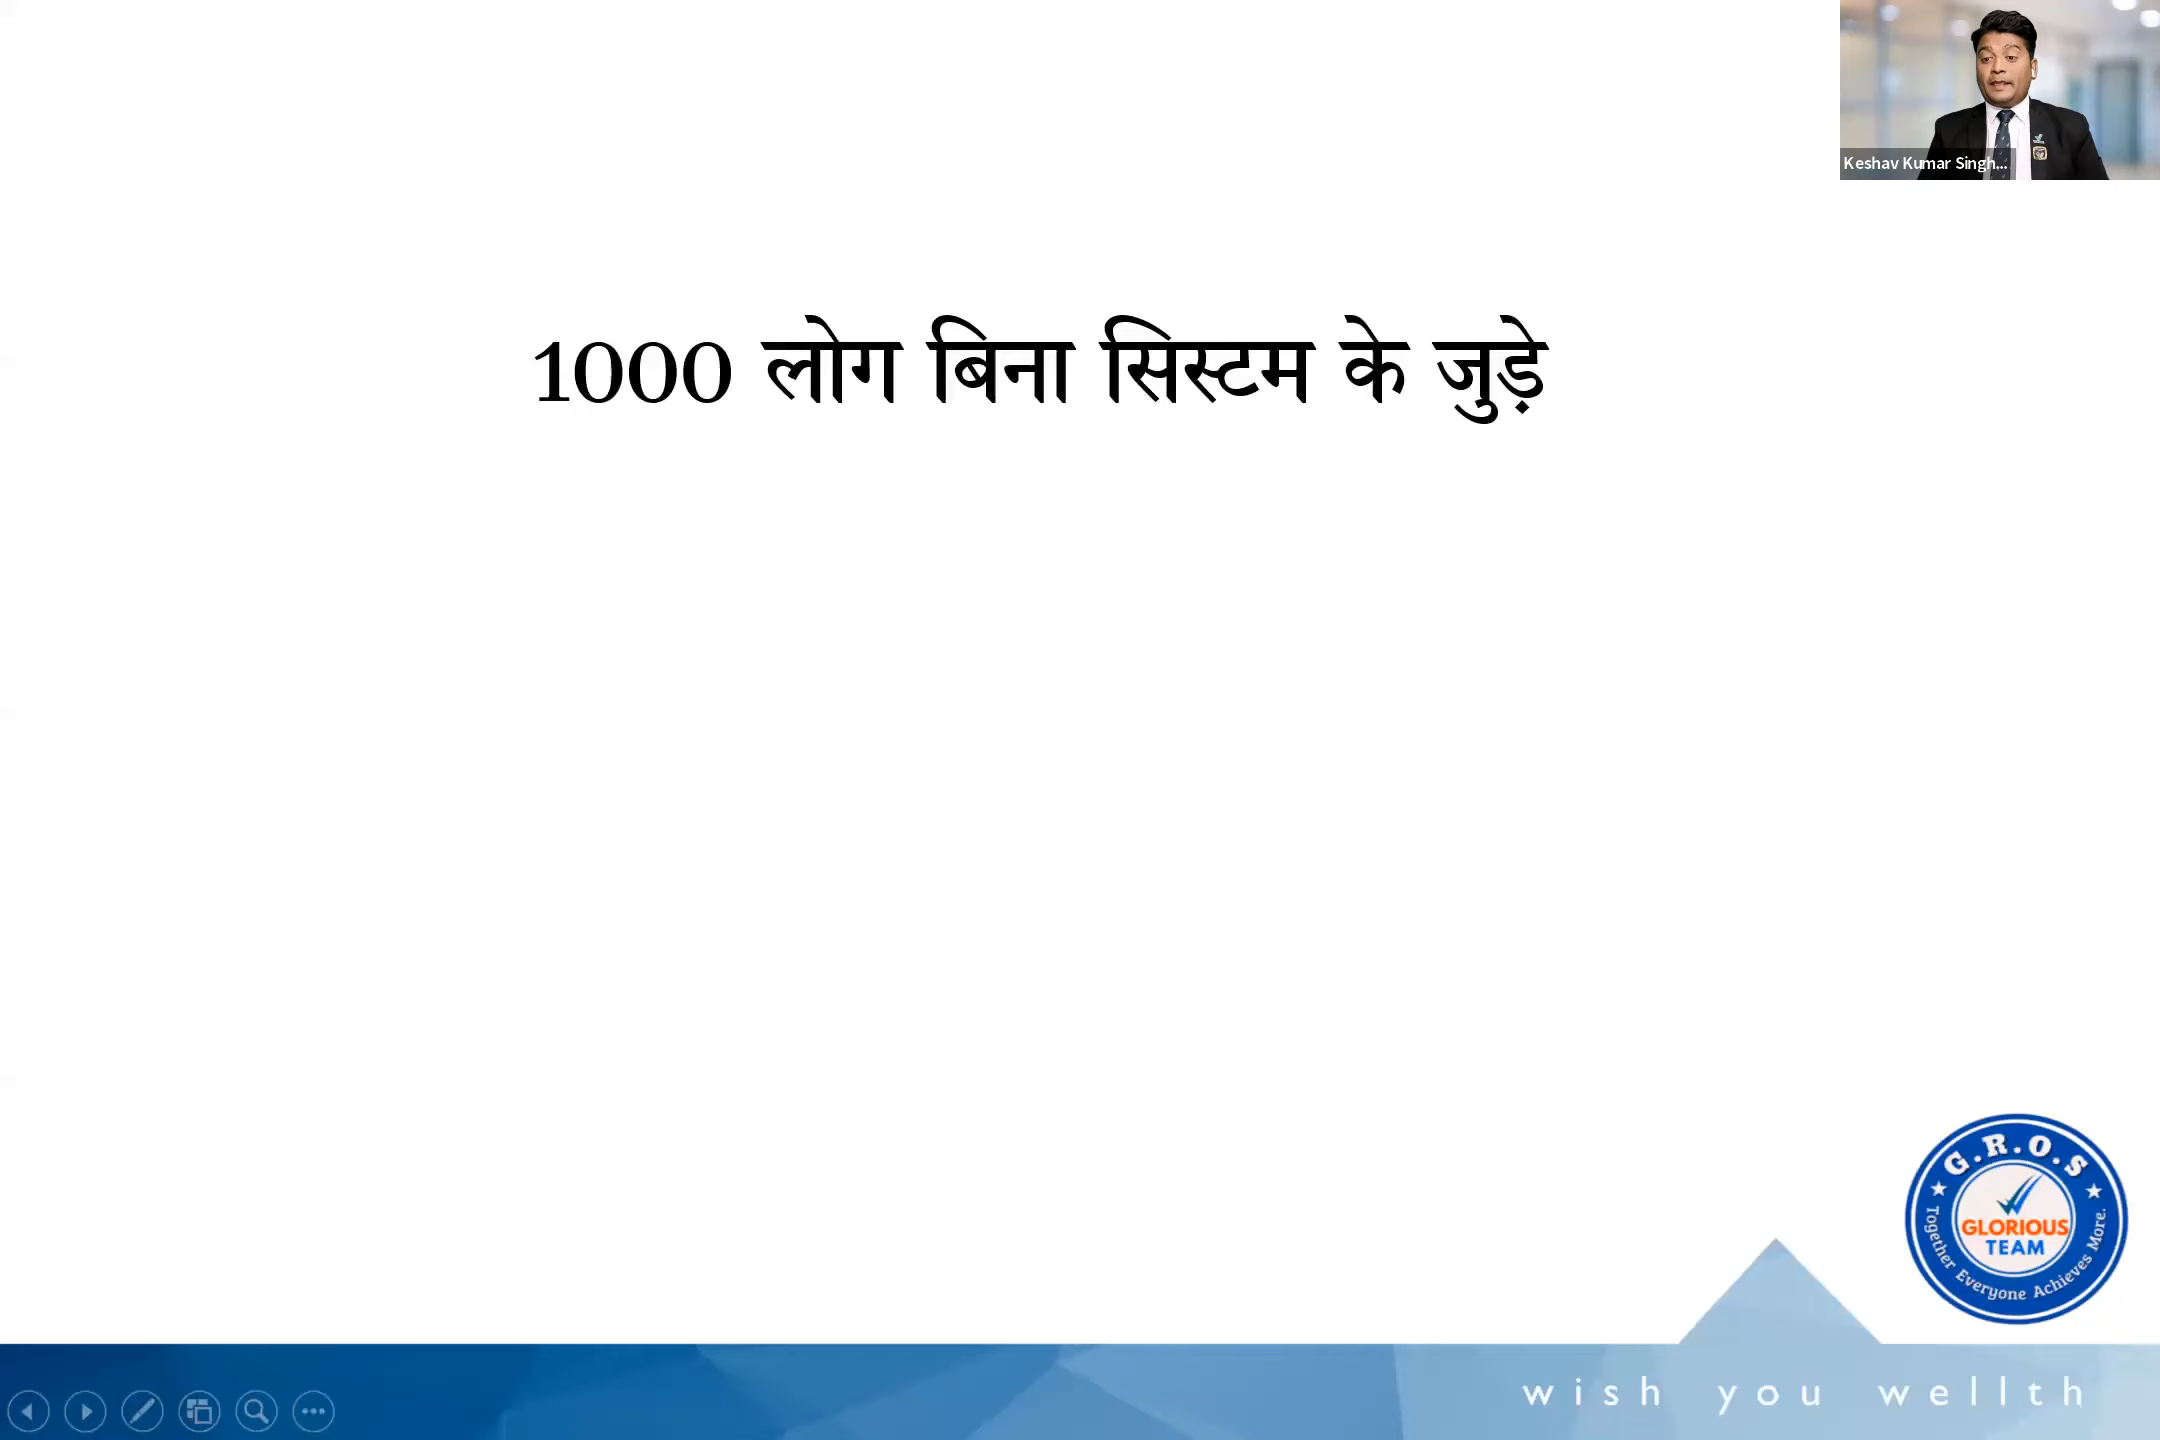 Keshav Kumar Singh...
1000 लोग बिना सिस्टम के जुड़े
G.R.O.S
GLORIOUS
TEAM
Together Everyone Achieves More.
wish you wellth